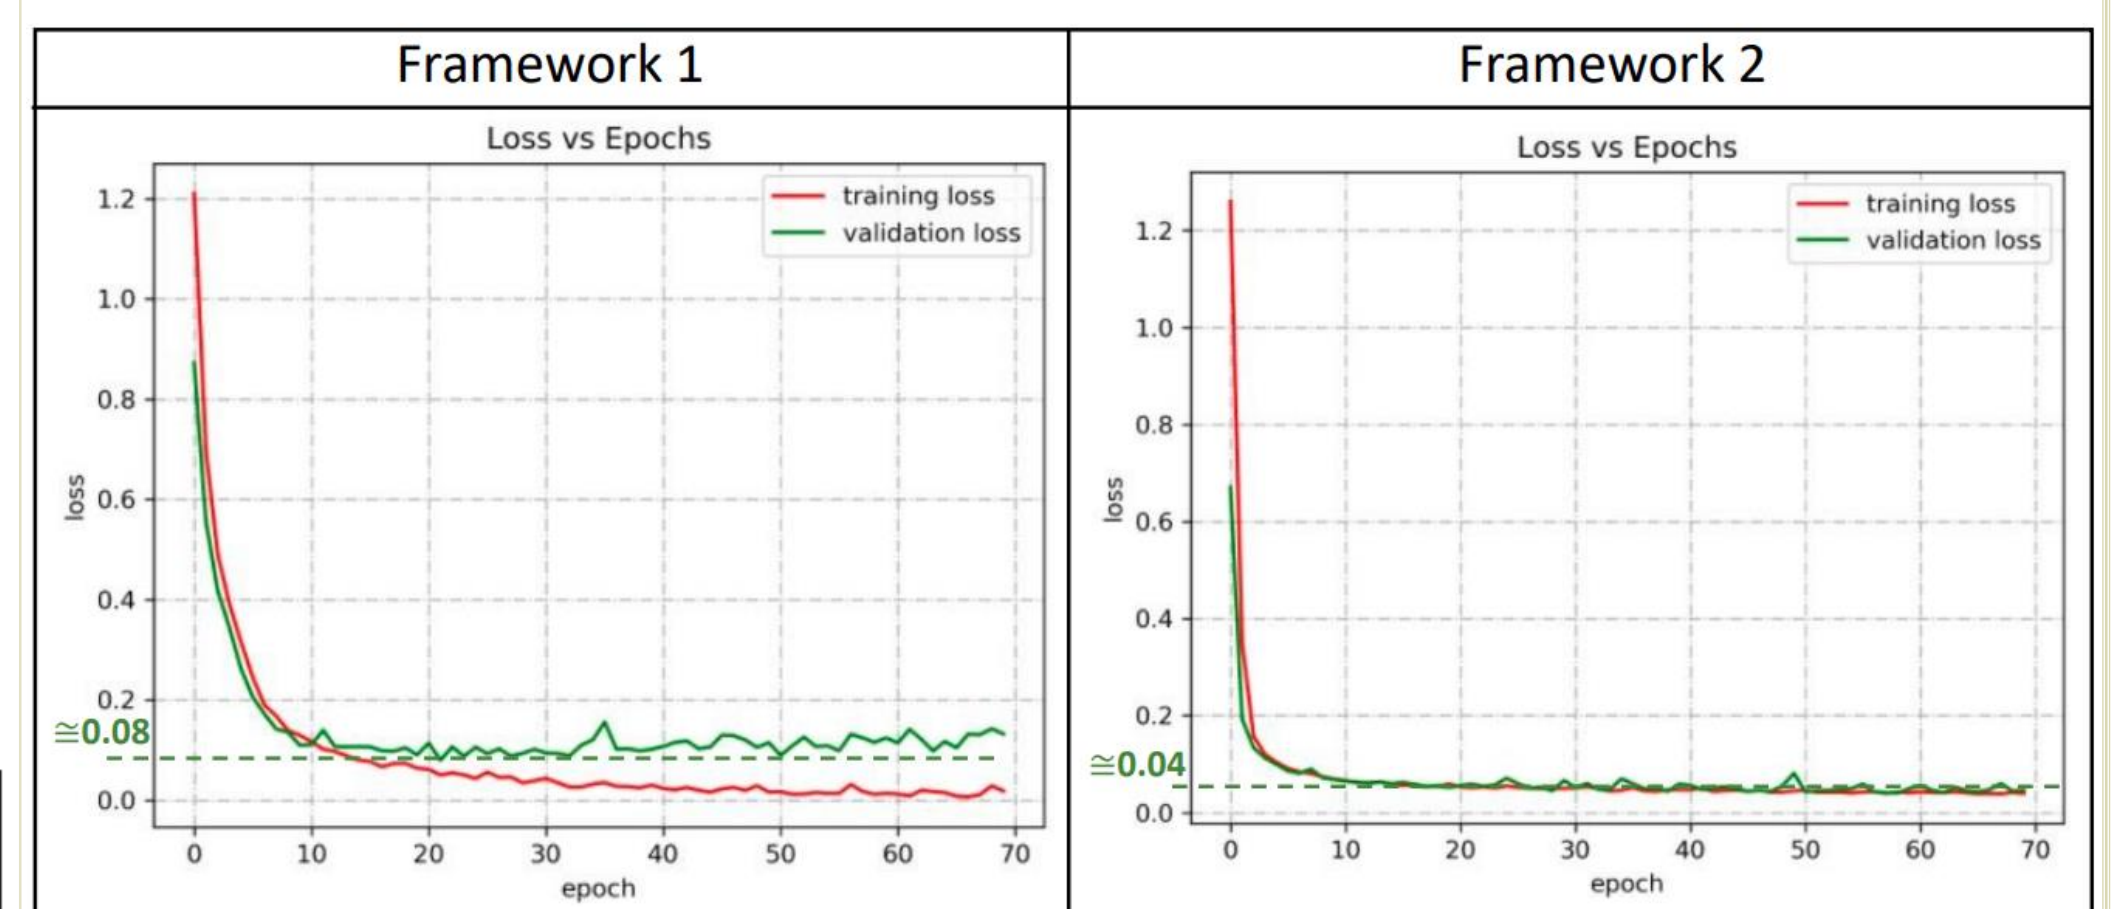 Framework 1
Framework 2
Loss vs Epochs
training loss
validation loss
1.2
1.0
0.8
0.6
0.4
0.2
0.0
≅0.08
loss
0
10
20
30
40
50
60
70
epoch
Loss vs Epochs
training loss
validation loss
1.2
1.0
0.8
0.6
0.4
0.2
0.0
≅0.04
loss
0
10
20
30
40
50
60
70
epoch